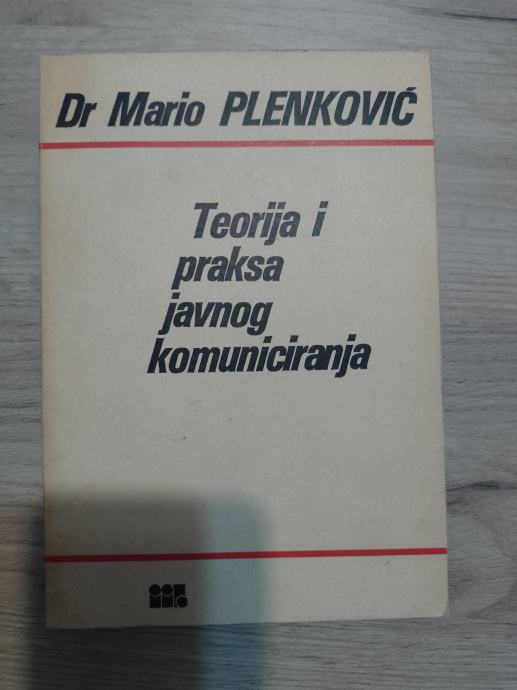 Dr Mario PLENKOVIĆ
Teorija i
praksa
javnog
komuniciranja